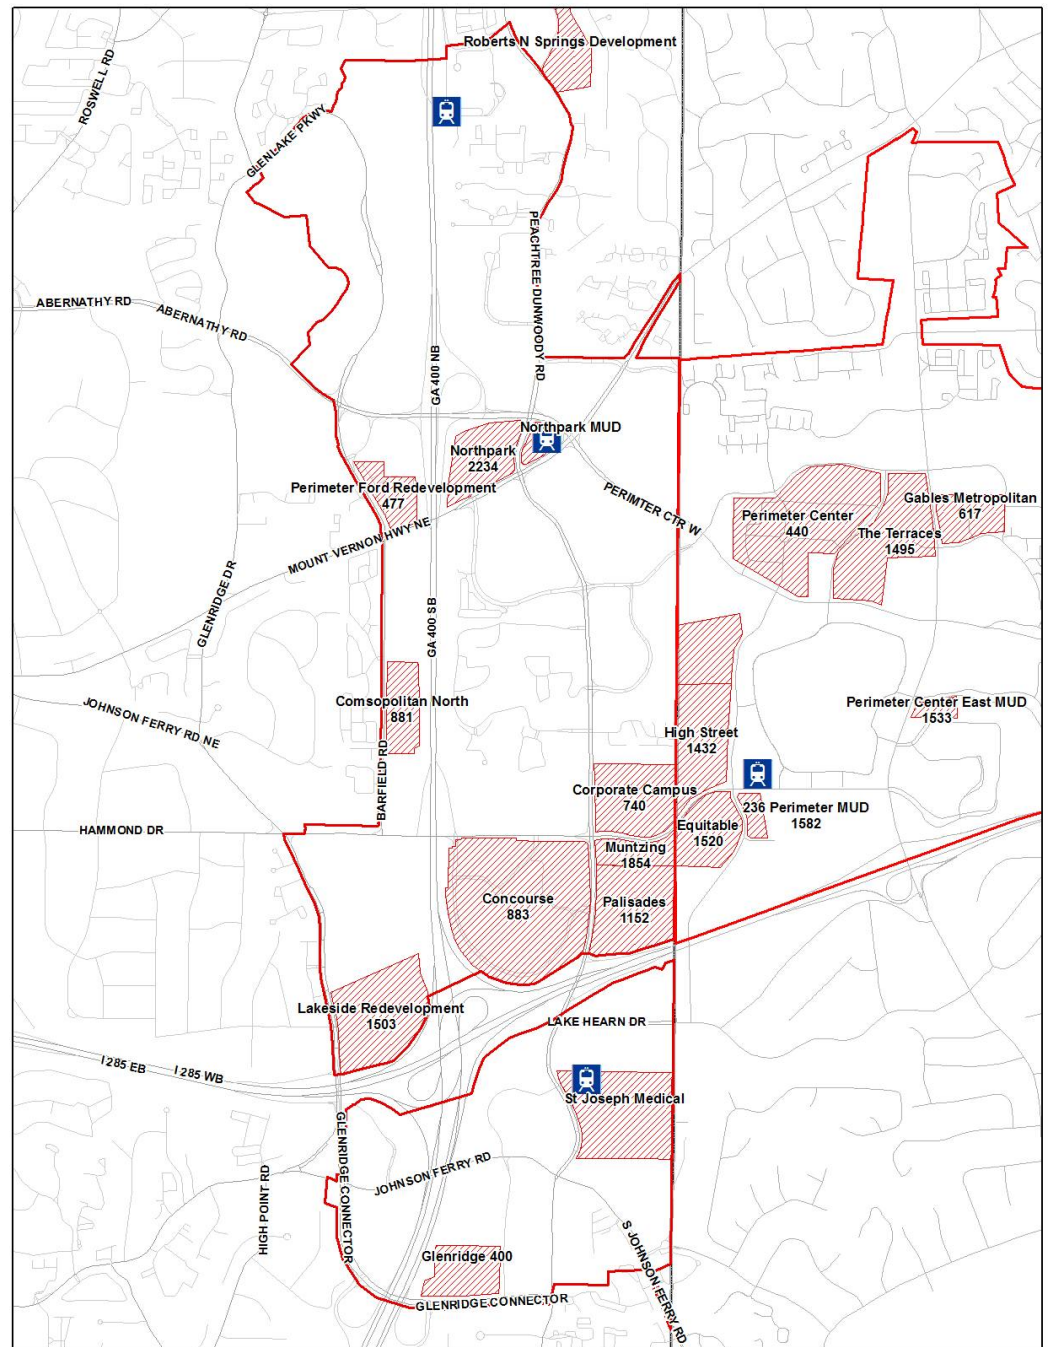 Roberts N Springs Development
ROSWELL RD
GLENLAKE PKWY
PEACHTREE-DUNWOODY RD
ABERNATHY RD
ABERNATHY RD
GA 400 NB
Northpark MUD
Northpark
2234
Perimeter Ford Redevelopment
477
PERIMTER CTR W
Gables Metropolitan
617
Perimeter Center
440
The Terraces
1495
MOUNT VERNON HWY NE
GLENRIDGE DR
GA 400 SB
Comsopolitan North
881
Perimeter Center East MUD
1533
JOHNSON FERRY RD NE
High Street
1432
BARFIELD RD
Corporate Campus
740
236 Perimeter MUD
1582
HAMMOND DR
Equitable
1520
Muntzing
1854
Concourse
883
Palisades
1152
Lakeside Redevelopment
1503
LAKE HEARN DR
I 285 EB
I 285 WB
St Joseph Medical
GLENRIDGE CONNECTOR
JOHNSON FERRY RD
HIGH POINT RD
S JOHNSON FERRY RD
Glenridge 400
GLENRIDGE CONNECTOR